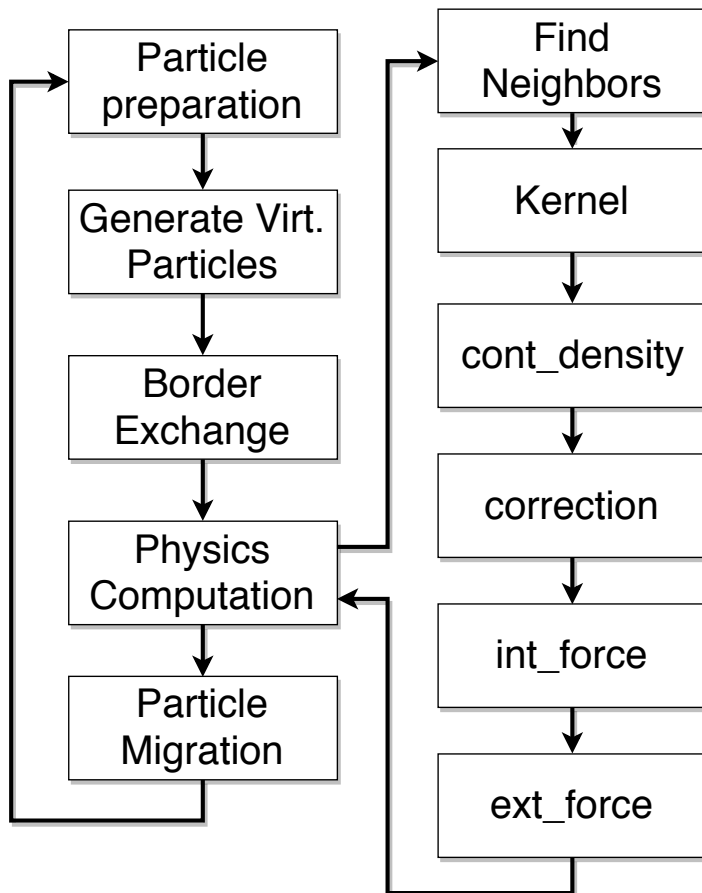 Particle
preparation
Generate Virt.
Particles
Border
Exchange
Physics
Computation
Particle
Migration
Find
Neighbors
Kernel
cont_density
correction
int_force
ext_force